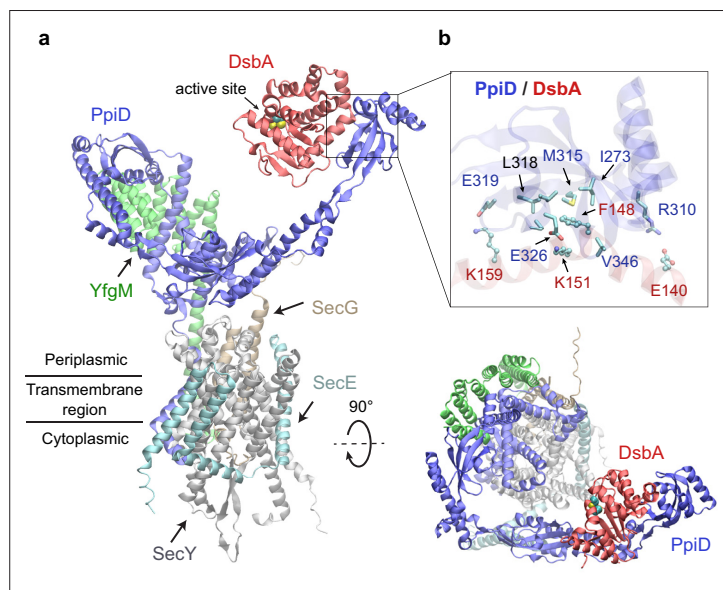 a
DsbA
active site
PpiD
YfgM
SecG
Periplasmic
Transmembrane
region
Cytoplasmic
SecE
90°
SecY
b
PpiD / DsbA
L318
M315
I273
E319
F148
R310
E326
V346
K159
K151
E140
DsbA
PpiD